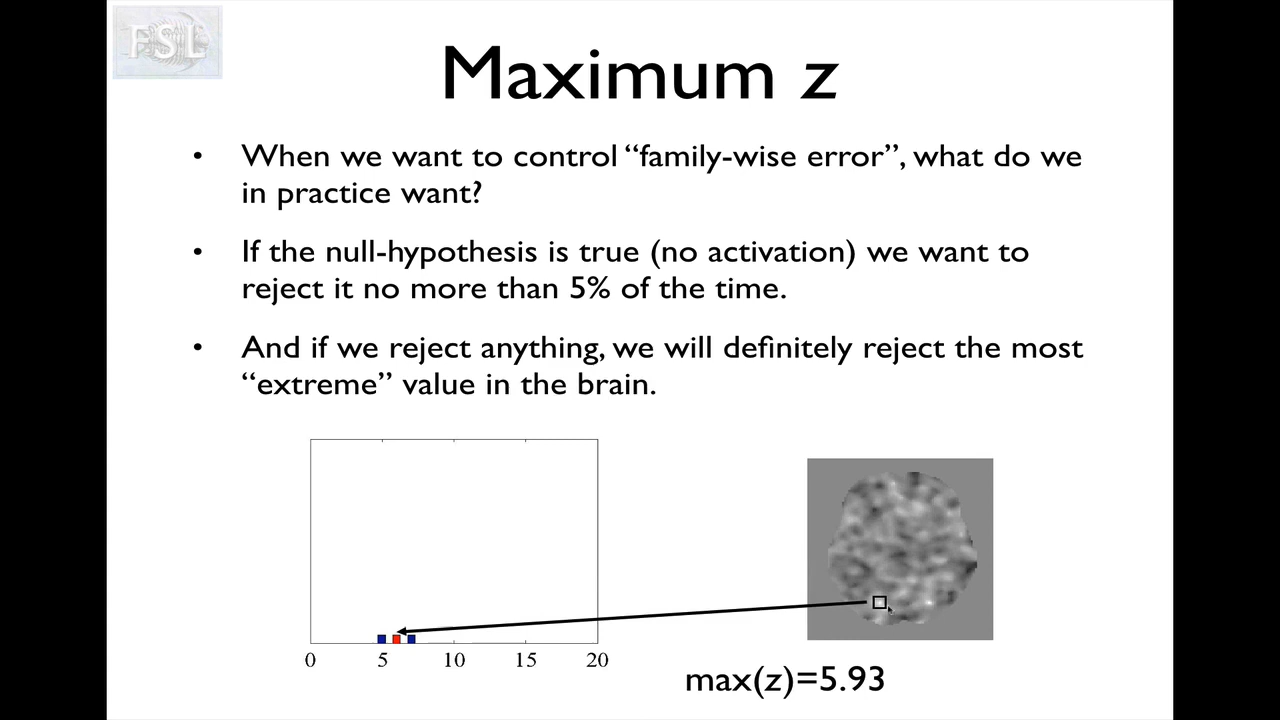 FSL
Maximum z
• When we want to control “family-wise error”, what do we
in practice want?
• If the null-hypothesis is true (no activation) we want to
reject it no more than 5% of the time.
• And if we reject anything, we will definitely reject the most
“extreme” value in the brain.
0 5 10 15 20
max(z)=5.93